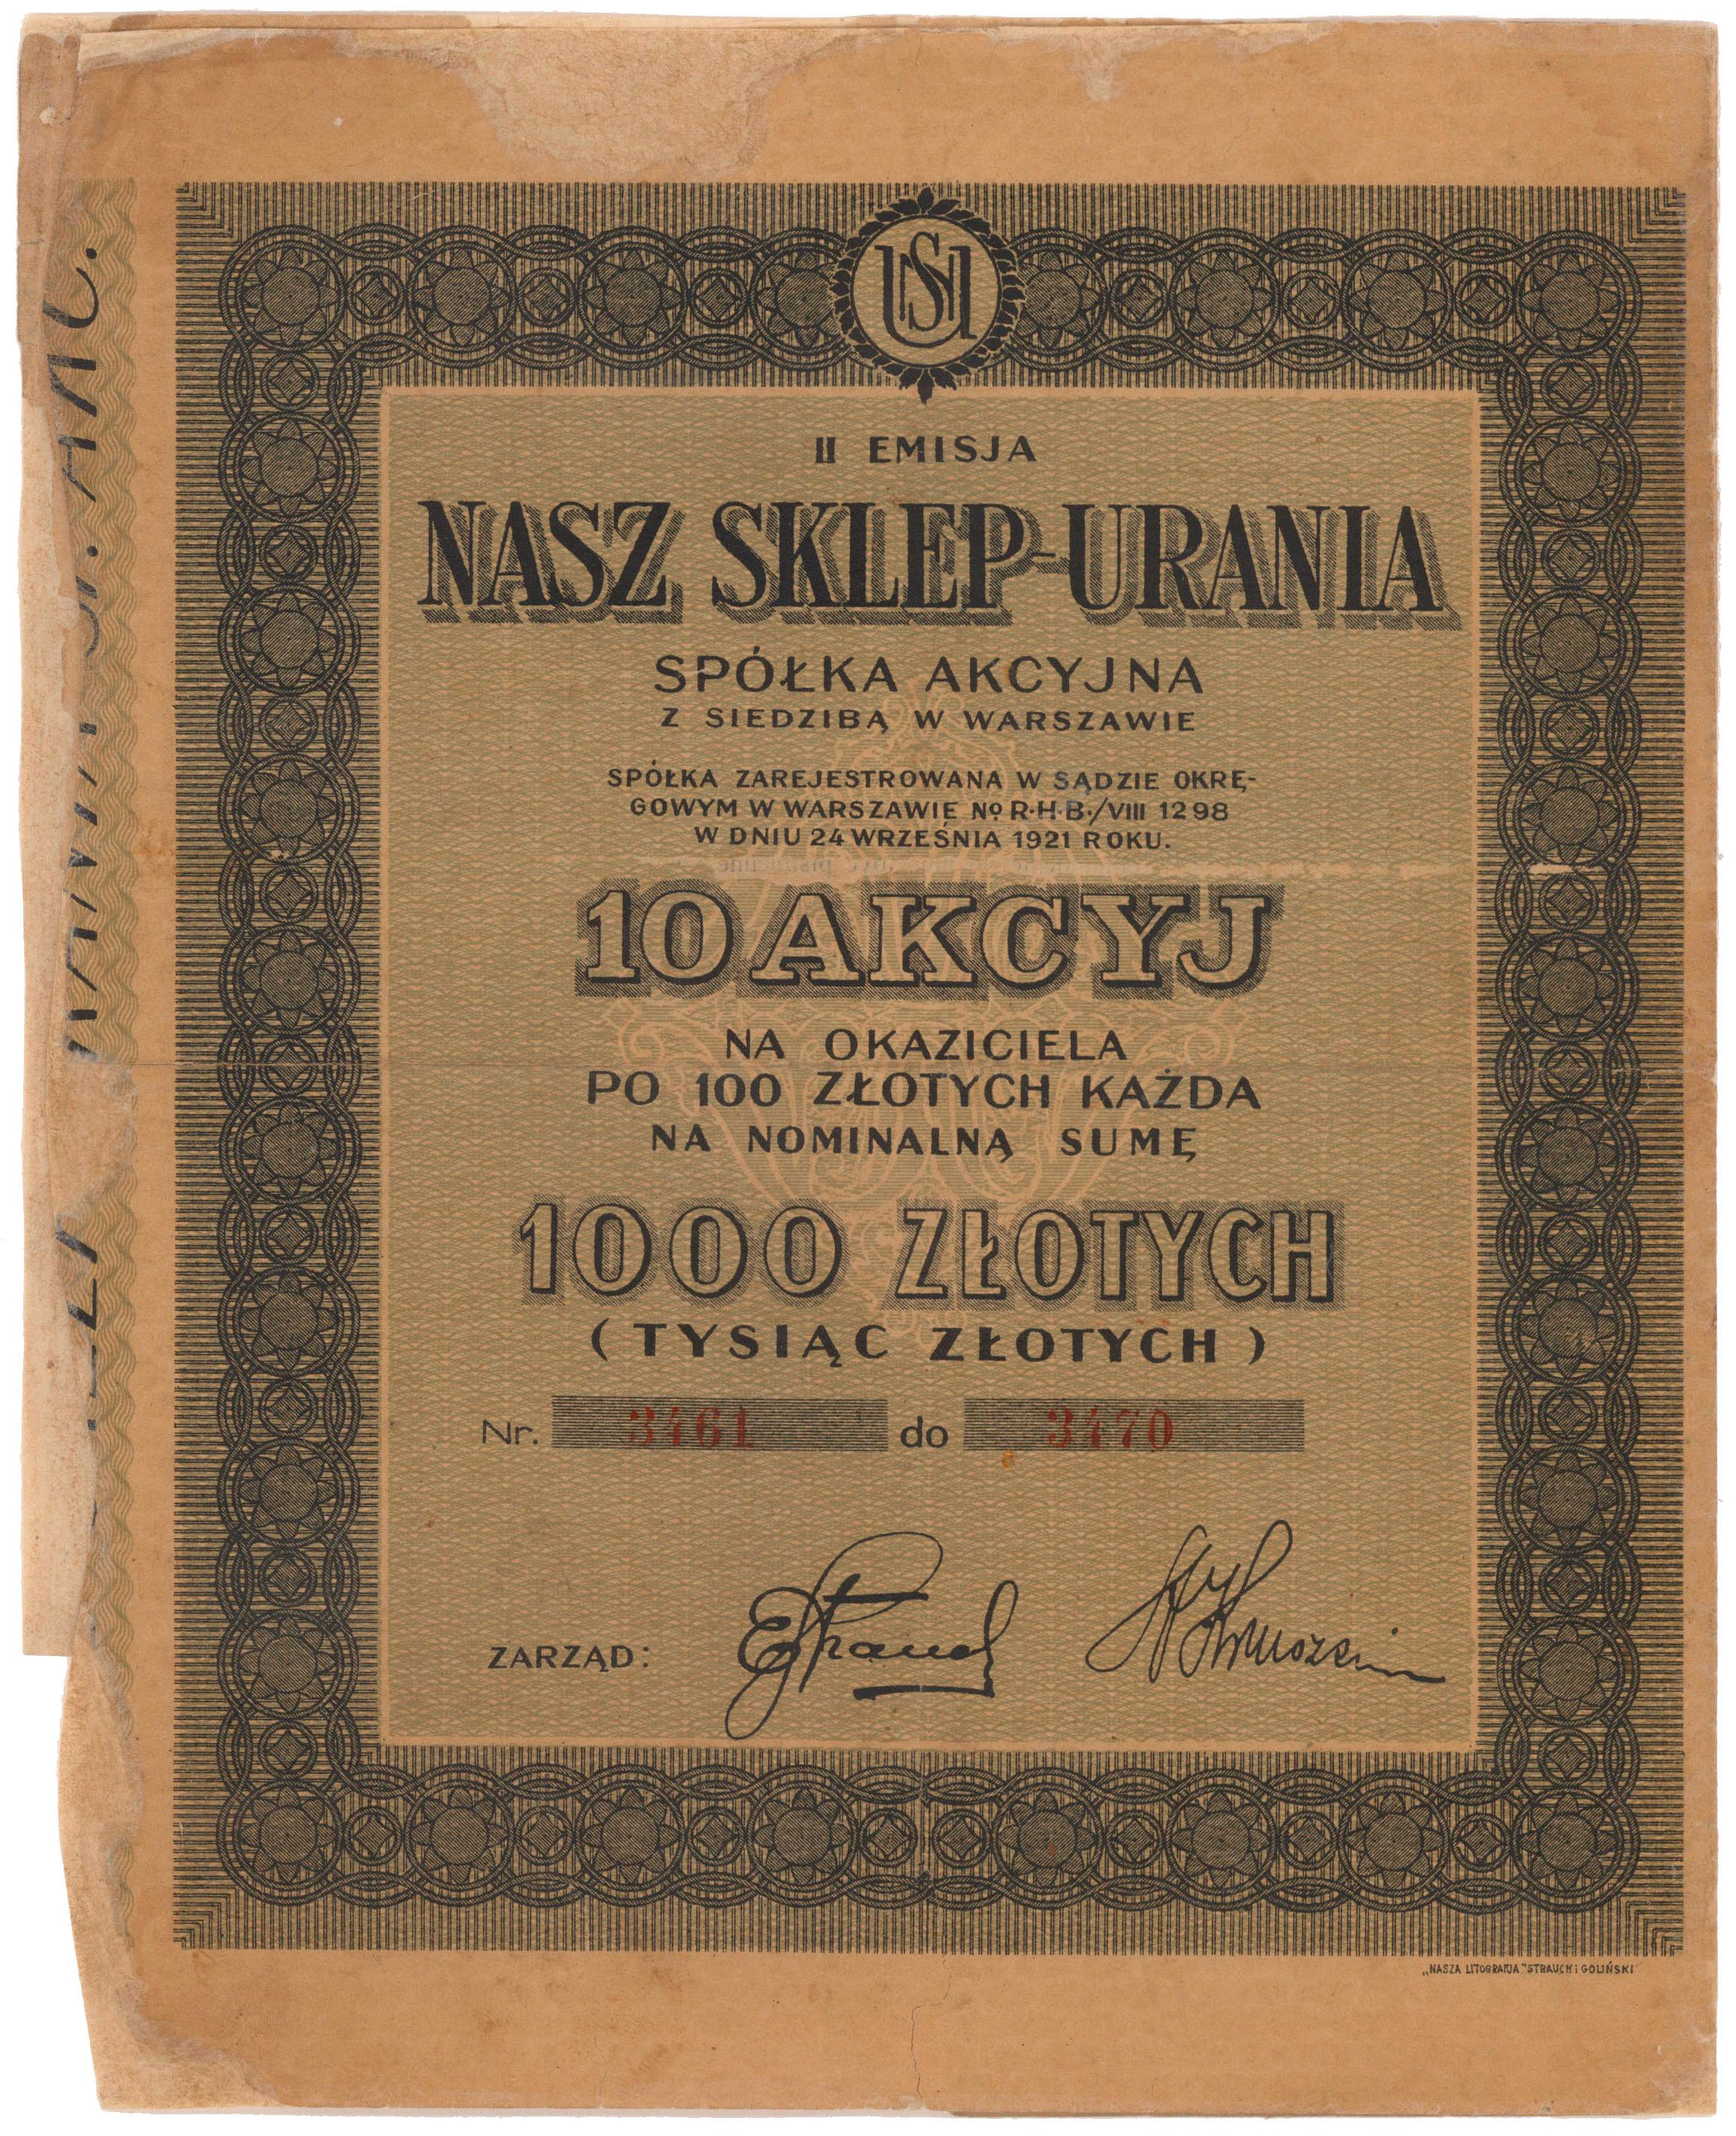 NSU
II EMISJA
NASZ SKLEP-URANIA
SPÓŁKA AKCYJNA
Z SIEDZIBĄ W WARSZAWIE
SPÓŁKA ZAREJESTROWANA W SĄDZIE OKRĘ-
GOWYM W WARSZAWIE Nº R·H·B·/VIII 1298
W DNIU 24 WRZEŚNIA 1921 ROKU.
10 AKCYJ
NA OKAZICIELA
PO 100 ZŁOTYCH KAŻDA
NA NOMINALNĄ SUMĘ
1000 ZŁOTYCH
(TYSIĄC ZŁOTYCH)
Nr. 3461 do 3470
ZARZĄD:
„NASZA LITOGRAFJA" STRAUCH i GOLIŃSKI